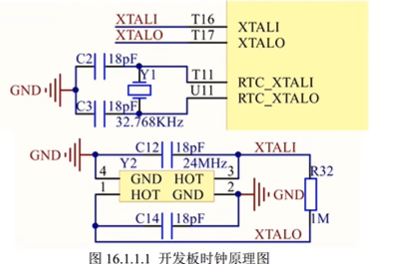 XTALI T16 XTALI
XTALO T17 XTALO
C2 18pF
Y1 T11 RTC_XTALI
GND U11 RTC_XTALO
C3 18pF
32.768KHz
GND C12 18pF XTALI
Y2 24MHz
4 GND HOT 3 R32
1 HOT GND 2 GND
C14 18pF 1M
XTALO
图 16.1.1.1 开发板时钟原理图